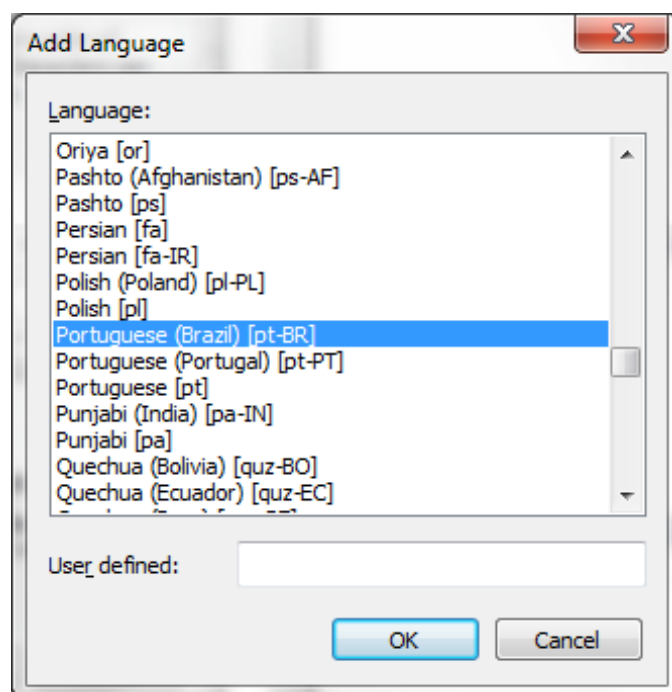 Add Language
Language:
Oriya [or]
Pashto (Afghanistan) [ps-AF]
Pashto [ps]
Persian [fa]
Persian [fa-IR]
Polish (Poland) [pl-PL]
Polish [pl]
Portuguese (Brazil) [pt-BR]
Portuguese (Portugal) [pt-PT]
Portuguese [pt]
Punjabi (India) [pa-IN]
Punjabi [pa]
Quechua (Bolivia) [quz-BO]
Quechua (Ecuador) [quz-EC]
User defined:
OK Cancel